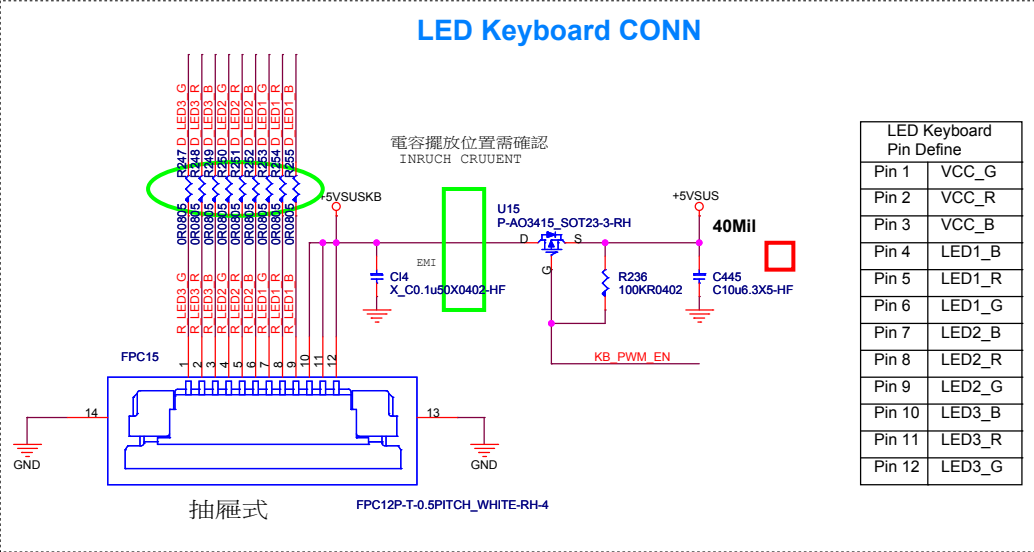 LED Keyboard CONN
D_LED3_G
D_LED3_R
D_LED3_B
D_LED2_G
D_LED2_R
D_LED2_B
D_LED1_G
D_LED1_R
D_LED1_B
R247
R248
R249
R250
R251
R252
R253
R254
R255
0R0805
0R0805
0R0805
0R0805
0R0805
0R0805
0R0805
0R0805
0R0805
R_LED3_G
R_LED3_R
R_LED3_B
R_LED2_G
R_LED2_R
R_LED2_B
R_LED1_G
R_LED1_R
R_LED1_B
電容擺放位置需確認
INRUCH CRUUENT
+5VSUSKB
EMI
CI4
X_C0.1u50X0402-HF
U15
P-AO3415_SOT23-3-RH
D
S
G
+5VSUS
40Mil
R236
100KR0402
C445
C10u6.3X5-HF
KB_PWM_EN
FPC15
1
2
3
4
5
6
7
8
9
10
11
12
14
13
GND
GND
抽屜式
FPC12P-T-0.5PITCH_WHITE-RH-4
LED Keyboard
Pin Define
Pin 1 VCC_G
Pin 2 VCC_R
Pin 3 VCC_B
Pin 4 LED1_B
Pin 5 LED1_R
Pin 6 LED1_G
Pin 7 LED2_B
Pin 8 LED2_R
Pin 9 LED2_G
Pin 10 LED3_B
Pin 11 LED3_R
Pin 12 LED3_G